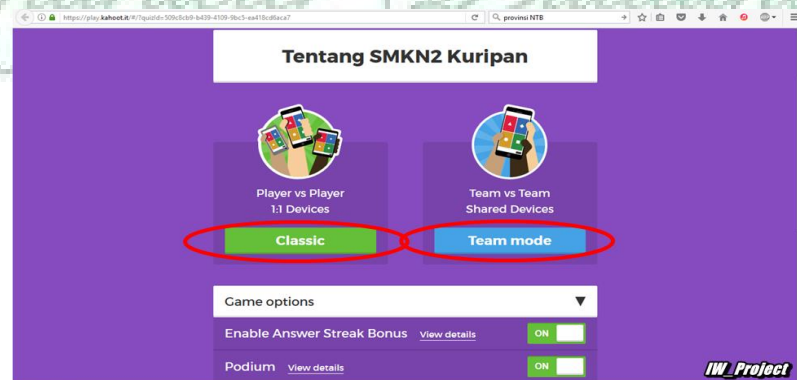 https://play.kahoot.it/#/?quizId=509c8cb9-b439-4109-9bc5-ea418cd8aca7
provinsi NTB
Tentang SMKN2 Kuripan
Player vs Player
1:1 Devices
Classic
Team vs Team
Shared Devices
Team mode
Game options
Enable Answer Streak Bonus View details ON
Podium View details ON
IW_Project